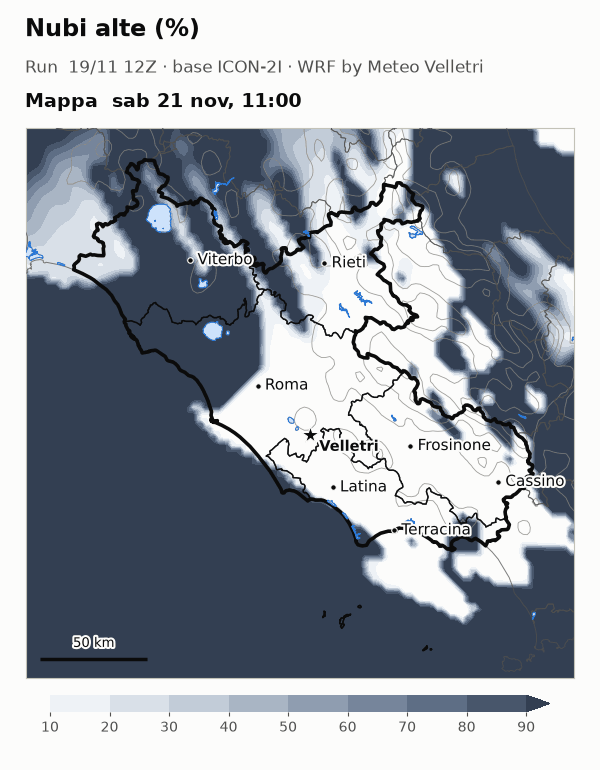 Nubi alte (%)
Run 19/11 12Z · base ICON-2I · WRF by Meteo Velletri
Mappa sab 21 nov, 11:00
Viterbo
Rieti
Roma
Velletri
Frosinone
Cassino
Latina
Terracina
50 km
10 20 30 40 50 60 70 80 90